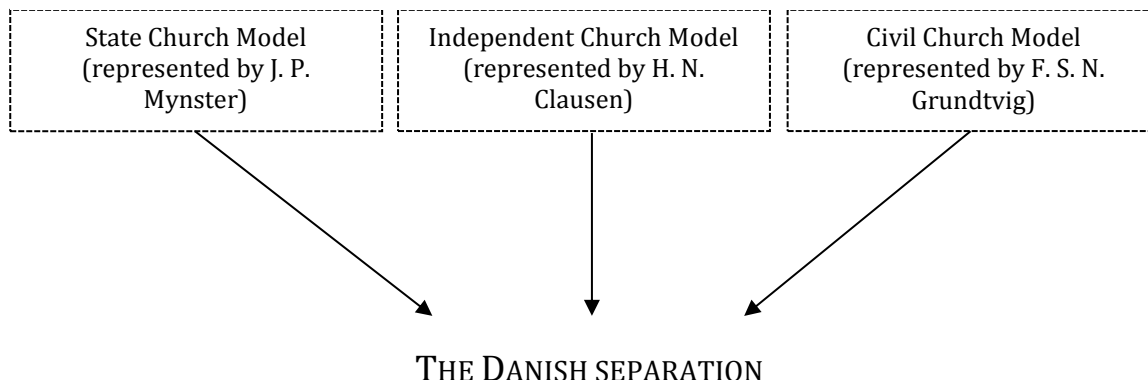 State Church Model
(represented by J. P.
Mynster)
Independent Church Model
(represented by H. N.
Clausen)
Civil Church Model
(represented by F. S. N.
Grundtvig)
THE DANISH SEPARATION